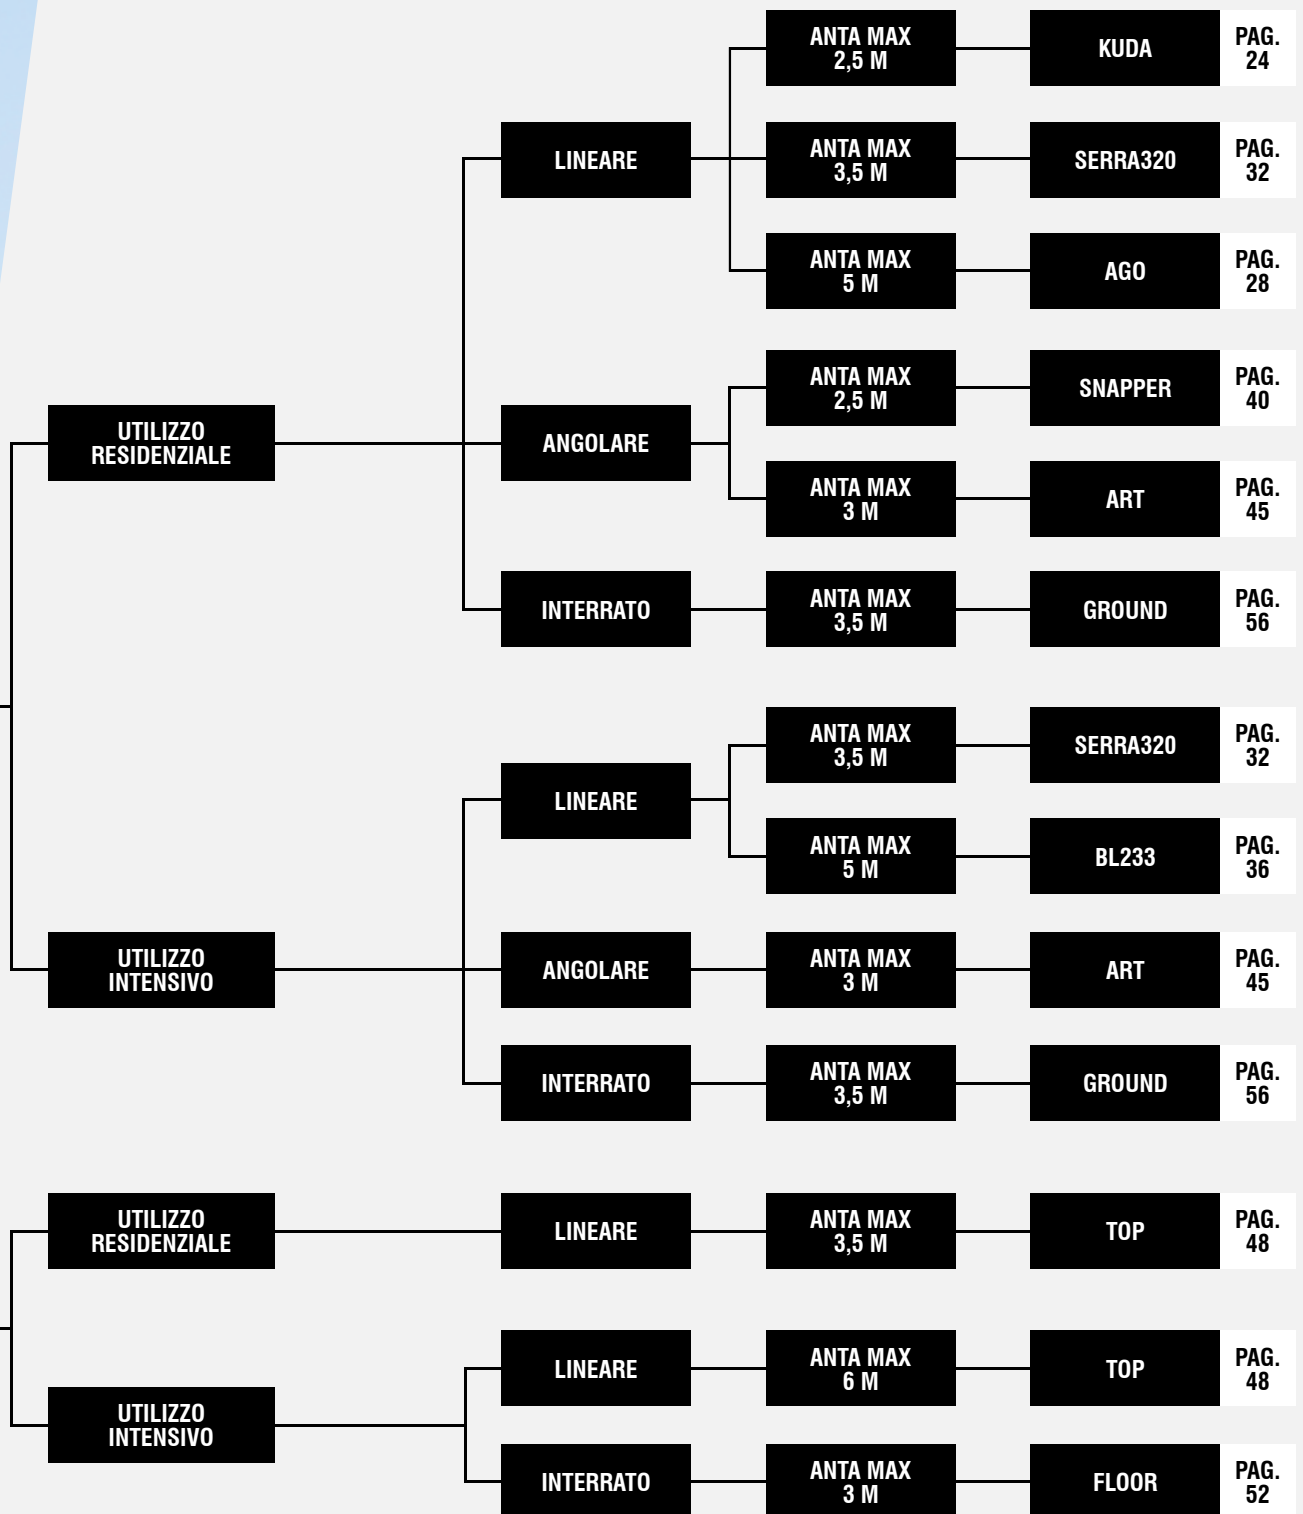 ANTA MAX
2,5 M
KUDA
PAG.
24
LINEARE
ANTA MAX
3,5 M
SERRA320
PAG.
32
ANTA MAX
5 M
AGO
PAG.
28
ANTA MAX
2,5 M
SNAPPER
PAG.
40
UTILIZZO
RESIDENZIALE
ANGOLARE
ANTA MAX
3 M
ART
PAG.
45
INTERRATO
ANTA MAX
3,5 M
GROUND
PAG.
56
ANTA MAX
3,5 M
SERRA320
PAG.
32
LINEARE
ANTA MAX
5 M
BL233
PAG.
36
UTILIZZO
INTENSIVO
ANGOLARE
ANTA MAX
3 M
ART
PAG.
45
INTERRATO
ANTA MAX
3,5 M
GROUND
PAG.
56
UTILIZZO
RESIDENZIALE
LINEARE
ANTA MAX
3,5 M
TOP
PAG.
48
LINEARE
ANTA MAX
6 M
TOP
PAG.
48
UTILIZZO
INTENSIVO
INTERRATO
ANTA MAX
3 M
FLOOR
PAG.
52